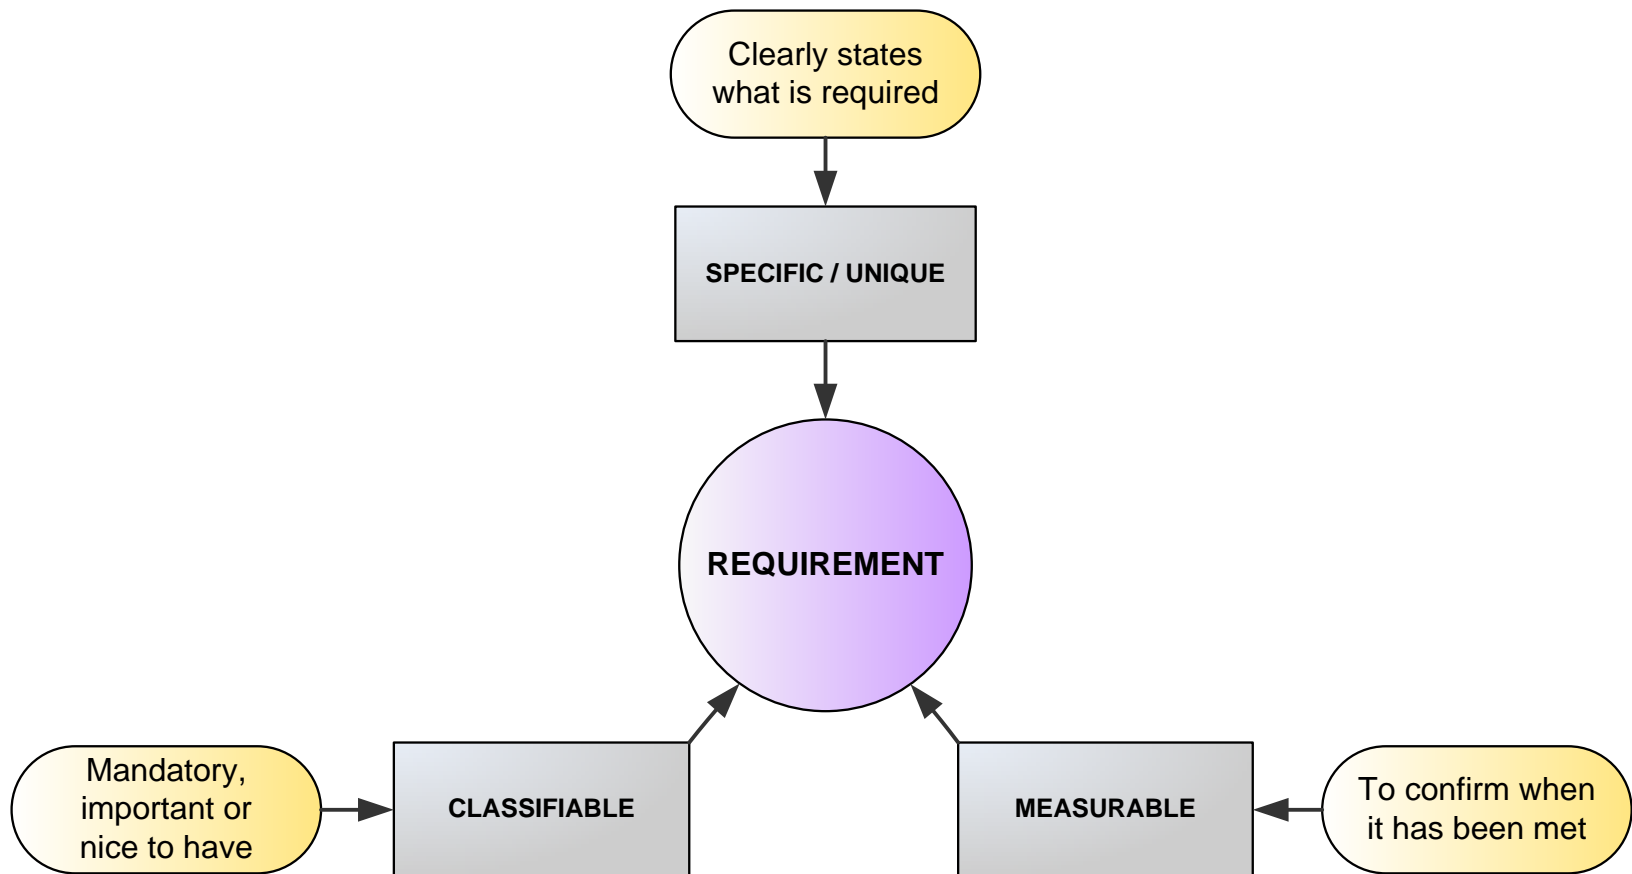 Clearly states
what is required
SPECIFIC / UNIQUE
REQUIREMENT
Mandatory,
important or
nice to have
CLASSIFIABLE
MEASURABLE
To confirm when
it has been met